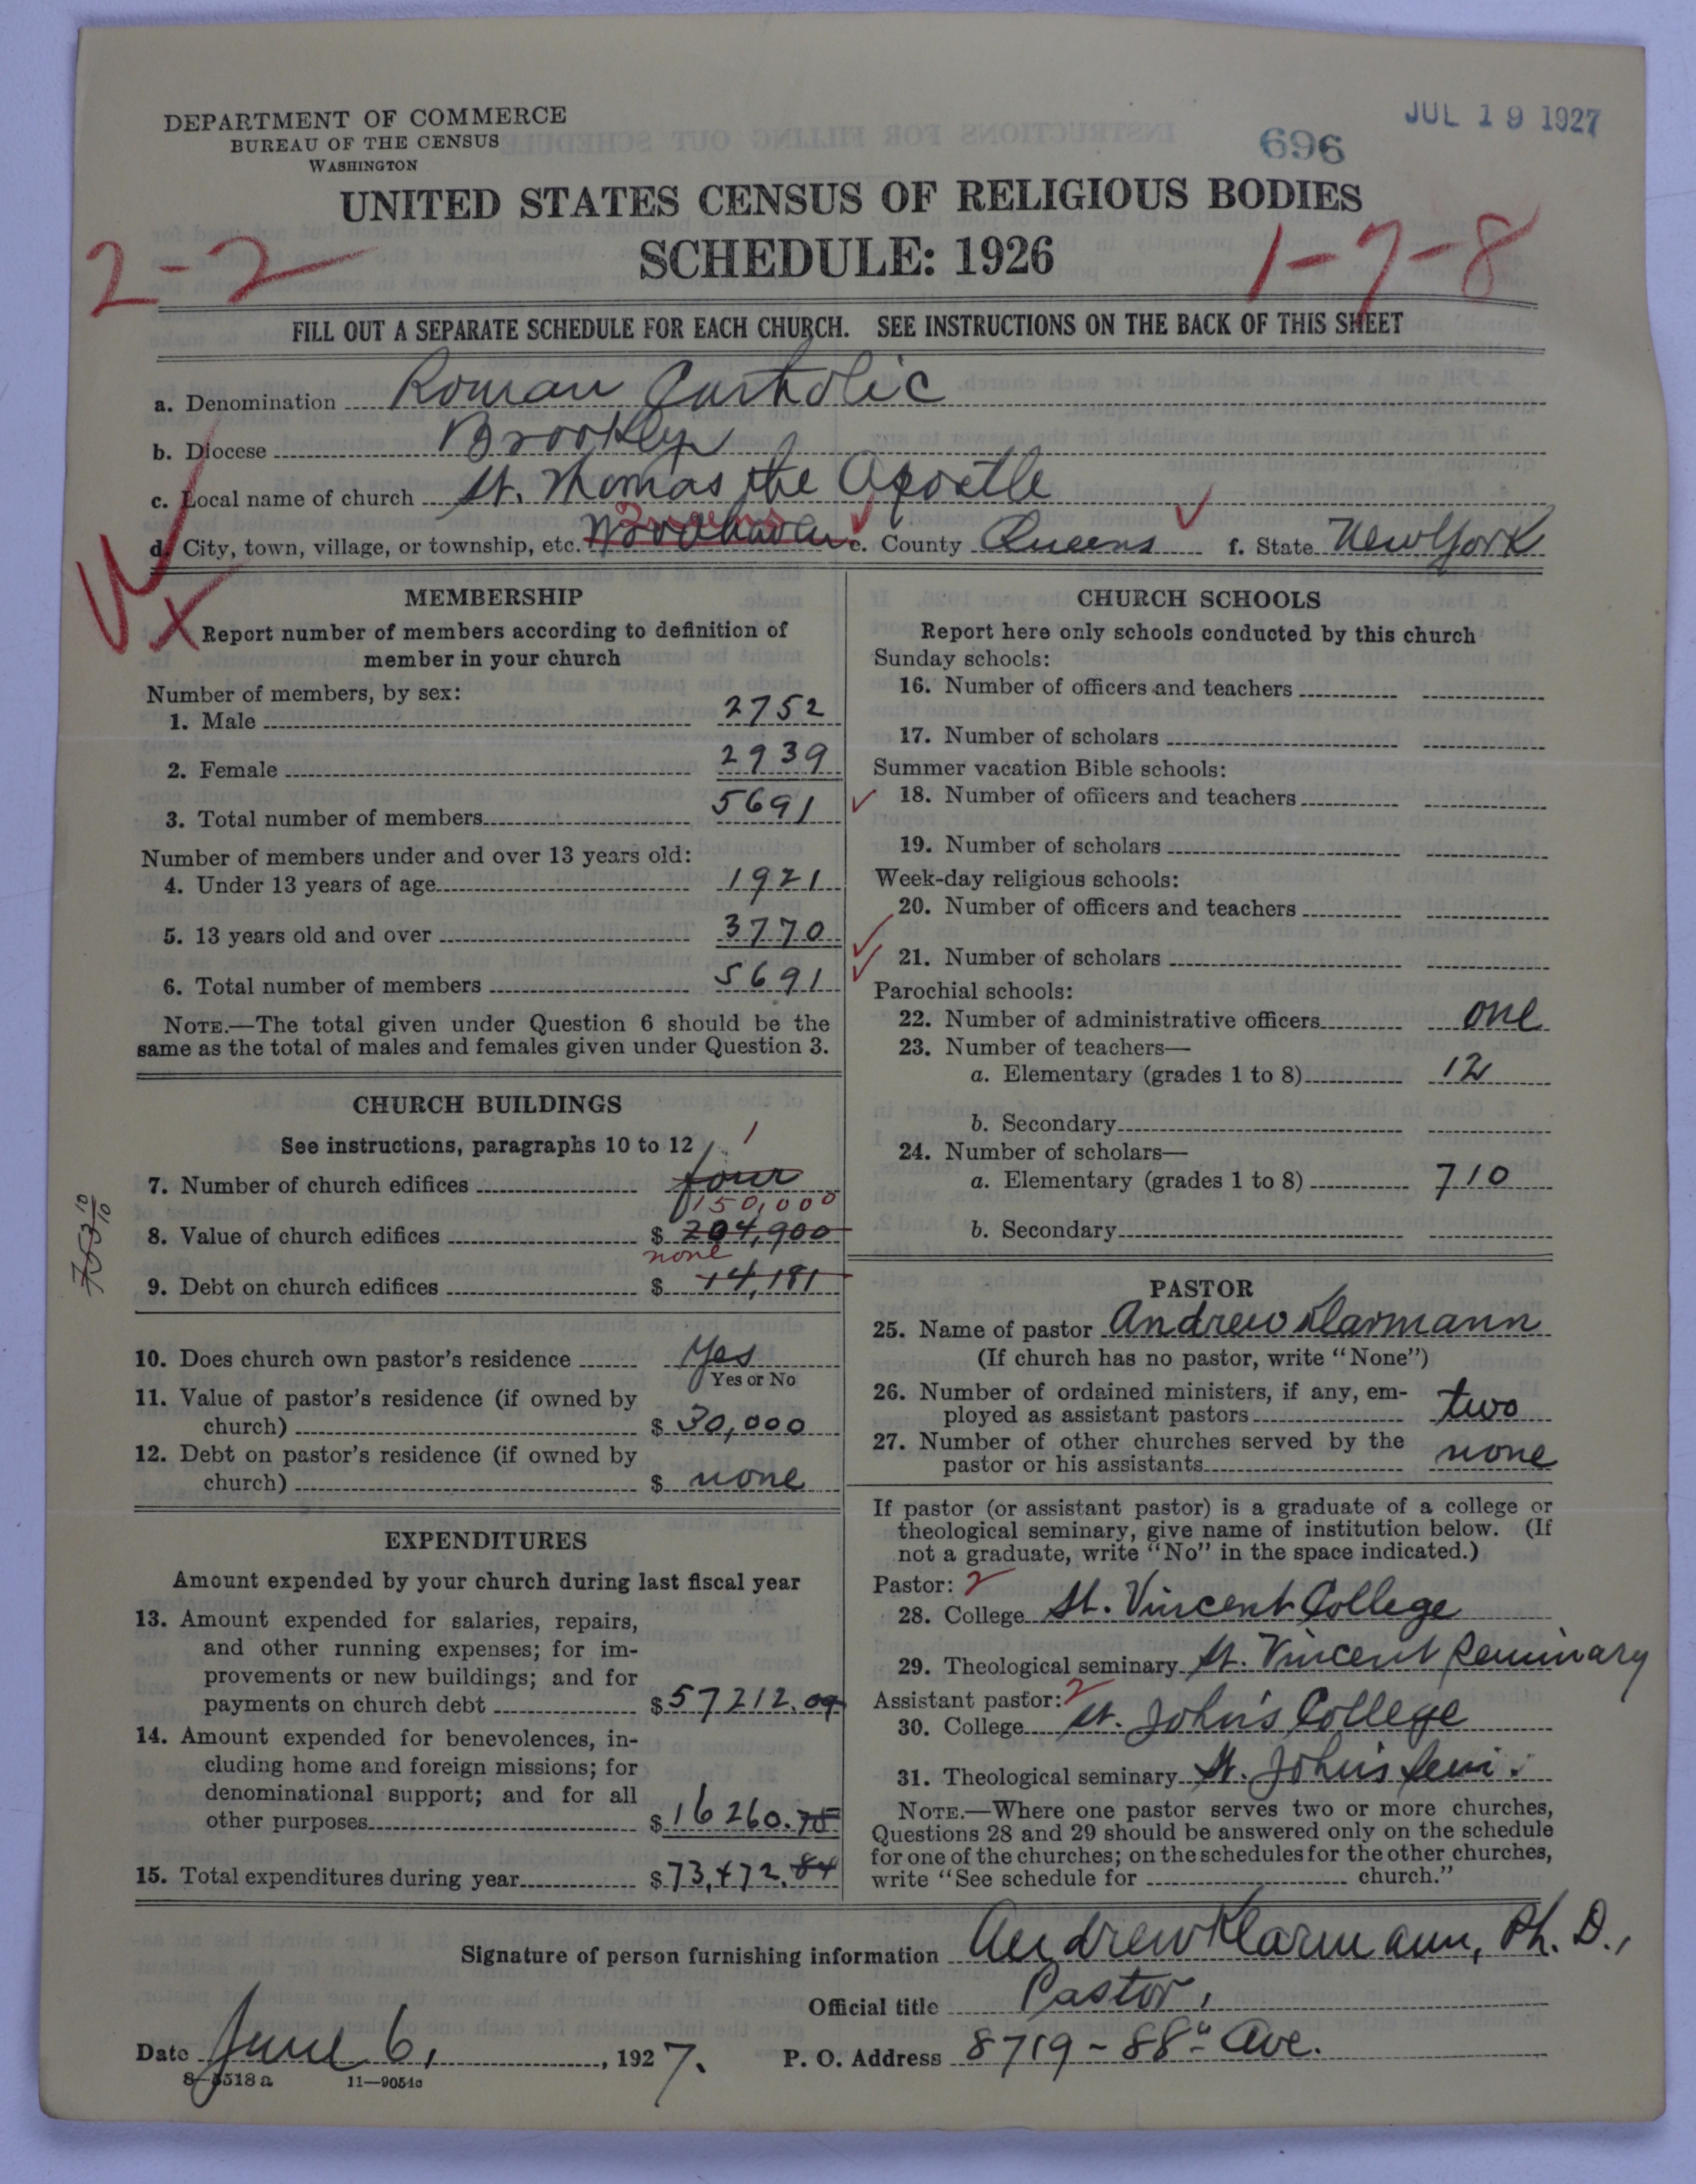 DEPARTMENT OF COMMERCE
BUREAU OF THE CENSUS
WASHINGTON
JUL 19 1927
696
UNITED STATES CENSUS OF RELIGIOUS BODIES
SCHEDULE: 1926
2-2
1-7-8
FILL OUT A SEPARATE SCHEDULE FOR EACH CHURCH. SEE INSTRUCTIONS ON THE BACK OF THIS SHEET
a. Denomination Roman Catholic
b. Diocese Brooklyn
c. Local name of church St. Thomas the Apostle
Queens
d. City, town, village, or township, etc. Woodhaven e. County Queens f. State New York
MEMBERSHIP
Report number of members according to definition of
member in your church
Number of members, by sex:
1. Male 2752
2. Female 2939
3. Total number of members 5691
Number of members under and over 13 years old:
4. Under 13 years of age 1921
5. 13 years old and over 3770
6. Total number of members 5691
NOTE.—The total given under Question 6 should be the
same as the total of males and females given under Question 3.
CHURCH BUILDINGS
See instructions, paragraphs 10 to 12
1
7. Number of church edifices four
150,000
8. Value of church edifices $ 204,900
none
9. Debt on church edifices $ 14,181
10. Does church own pastor's residence Yes
Yes or No
11. Value of pastor's residence (if owned by
church) $ 30,000
12. Debt on pastor's residence (if owned by
church) $ none
EXPENDITURES
Amount expended by your church during last fiscal year
13. Amount expended for salaries, repairs,
and other running expenses; for im-
provements or new buildings; and for
payments on church debt $57212.09
14. Amount expended for benevolences, in-
cluding home and foreign missions; for
denominational support; and for all
other purposes $16260.75
15. Total expenditures during year $73,472.84
CHURCH SCHOOLS
Report here only schools conducted by this church
Sunday schools:
16. Number of officers and teachers
17. Number of scholars
Summer vacation Bible schools:
18. Number of officers and teachers
19. Number of scholars
Week-day religious schools:
20. Number of officers and teachers
21. Number of scholars
Parochial schools:
22. Number of administrative officers one
23. Number of teachers—
a. Elementary (grades 1 to 8) 12
b. Secondary
24. Number of scholars—
a. Elementary (grades 1 to 8) 710
b. Secondary
PASTOR
25. Name of pastor Andrew Klarmann
(If church has no pastor, write "None")
26. Number of ordained ministers, if any, em-
ployed as assistant pastors two
27. Number of other churches served by the
pastor or his assistants none
If pastor (or assistant pastor) is a graduate of a college or
theological seminary, give name of institution below. (If
not a graduate, write "No" in the space indicated.)
Pastor: 2
28. College St. Vincent College
29. Theological seminary St. Vincent Seminary
Assistant pastor: 2
30. College St. John's College
31. Theological seminary St. John's Sem.
NOTE.—Where one pastor serves two or more churches,
Questions 28 and 29 should be answered only on the schedule
for one of the churches; on the schedules for the other churches,
write "See schedule for church."
Signature of person furnishing information Andrew Klarmann, Ph. D.,
Official title Pastor,
Date June 6, 1927. P. O. Address 8719 - 88" Ave.
8-5518a 11-9051c